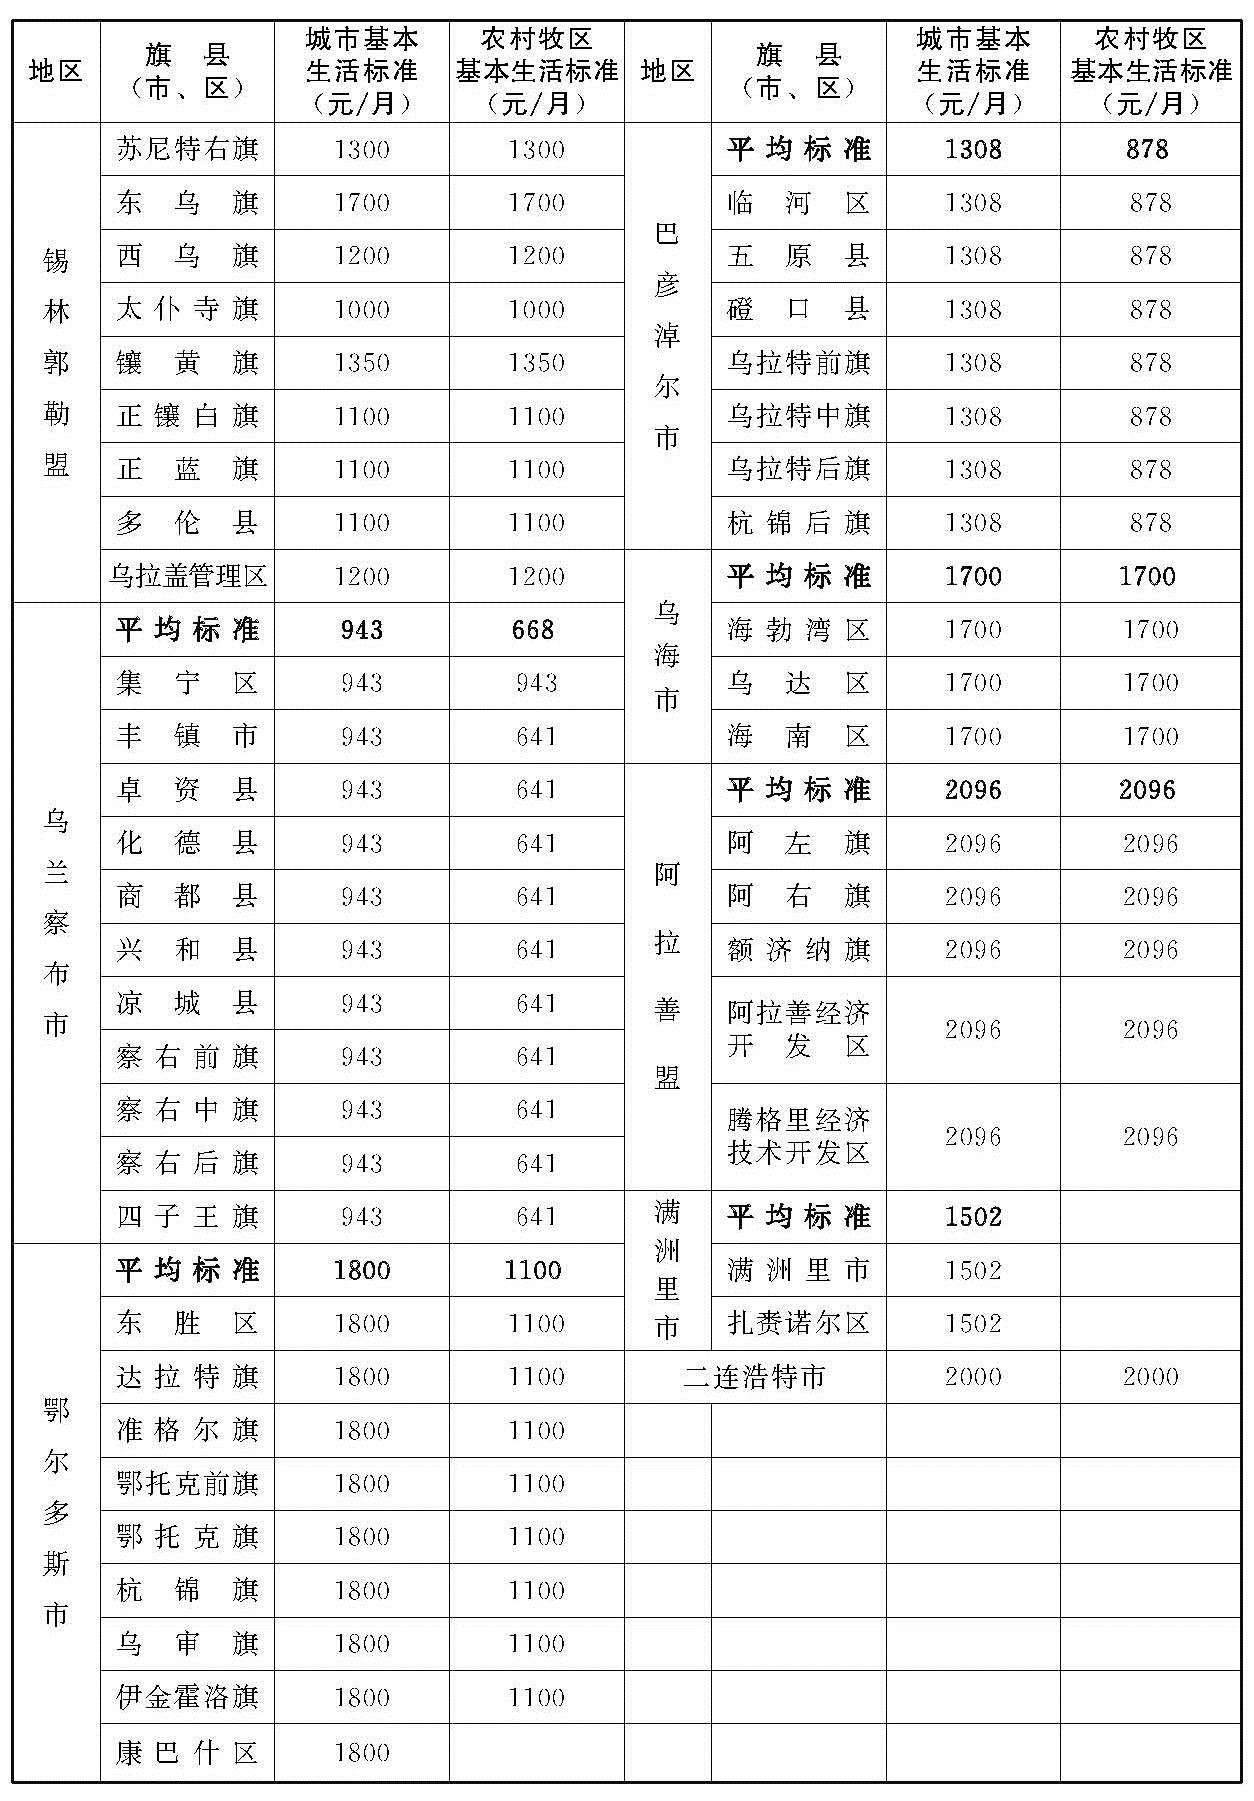 地区 旗 县（市、区） 城市基本生活标准（元/月） 农村牧区基本生活标准（元/月） 地区 旗 县（市、区） 城市基本生活标准（元/月） 农村牧区基本生活标准（元/月）
锡林郭勒盟
苏尼特右旗 1300 1300
东乌旗 1700 1700
西乌旗 1200 1200
太仆寺旗 1000 1000
镶黄旗 1350 1350
正镶白旗 1100 1100
正蓝旗 1100 1100
多伦县 1100 1100
乌拉盖管理区 1200 1200
乌兰察布市
平均标准 943 668
集宁区 943 943
丰镇市 943 641
卓资县 943 641
化德县 943 641
商都县 943 641
兴和县 943 641
凉城县 943 641
察右前旗 943 641
察右中旗 943 641
察右后旗 943 641
四子王旗 943 641
鄂尔多斯市
平均标准 1800 1100
东胜区 1800 1100
达拉特旗 1800 1100
准格尔旗 1800 1100
鄂托克前旗 1800 1100
鄂托克旗 1800 1100
杭锦旗 1800 1100
乌审旗 1800 1100
伊金霍洛旗 1800 1100
康巴什区 1800
巴彦淖尔市
平均标准 1308 878
临河区 1308 878
五原县 1308 878
磴口县 1308 878
乌拉特前旗 1308 878
乌拉特中旗 1308 878
乌拉特后旗 1308 878
杭锦后旗 1308 878
乌海市
平均标准 1700 1700
海勃湾区 1700 1700
乌达区 1700 1700
海南区 1700 1700
阿拉善盟
平均标准 2096 2096
阿左旗 2096 2096
阿右旗 2096 2096
额济纳旗 2096 2096
阿拉善经济
开发区 2096 2096
腾格里经济
技术开发区 2096 2096
满洲里市
平均标准 1502
满洲里市 1502
扎赉诺尔区 1502
二连浩特市 2000 2000